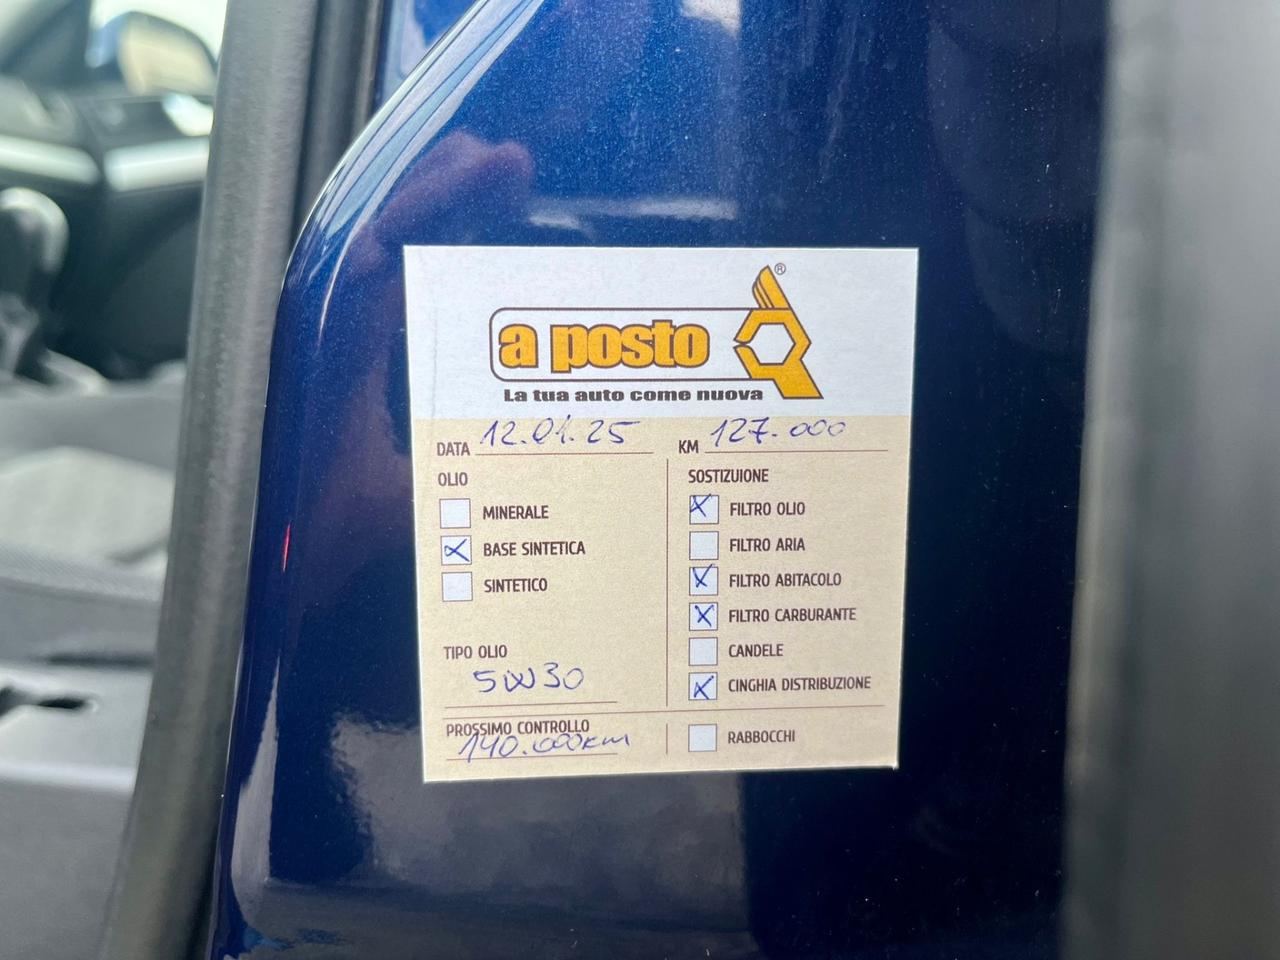 ®
a posto
La tua auto come nuova
DATA 12.01.25 KM 127.000
OLIO SOSTIZUIONE
MINERALE FILTRO OLIO
BASE SINTETICA FILTRO ARIA
SINTETICO FILTRO ABITACOLO
FILTRO CARBURANTE
TIPO OLIO CANDELE
5W30 CINGHIA DISTRIBUZIONE
PROSSIMO CONTROLLO RABBOCCHI
140.000km